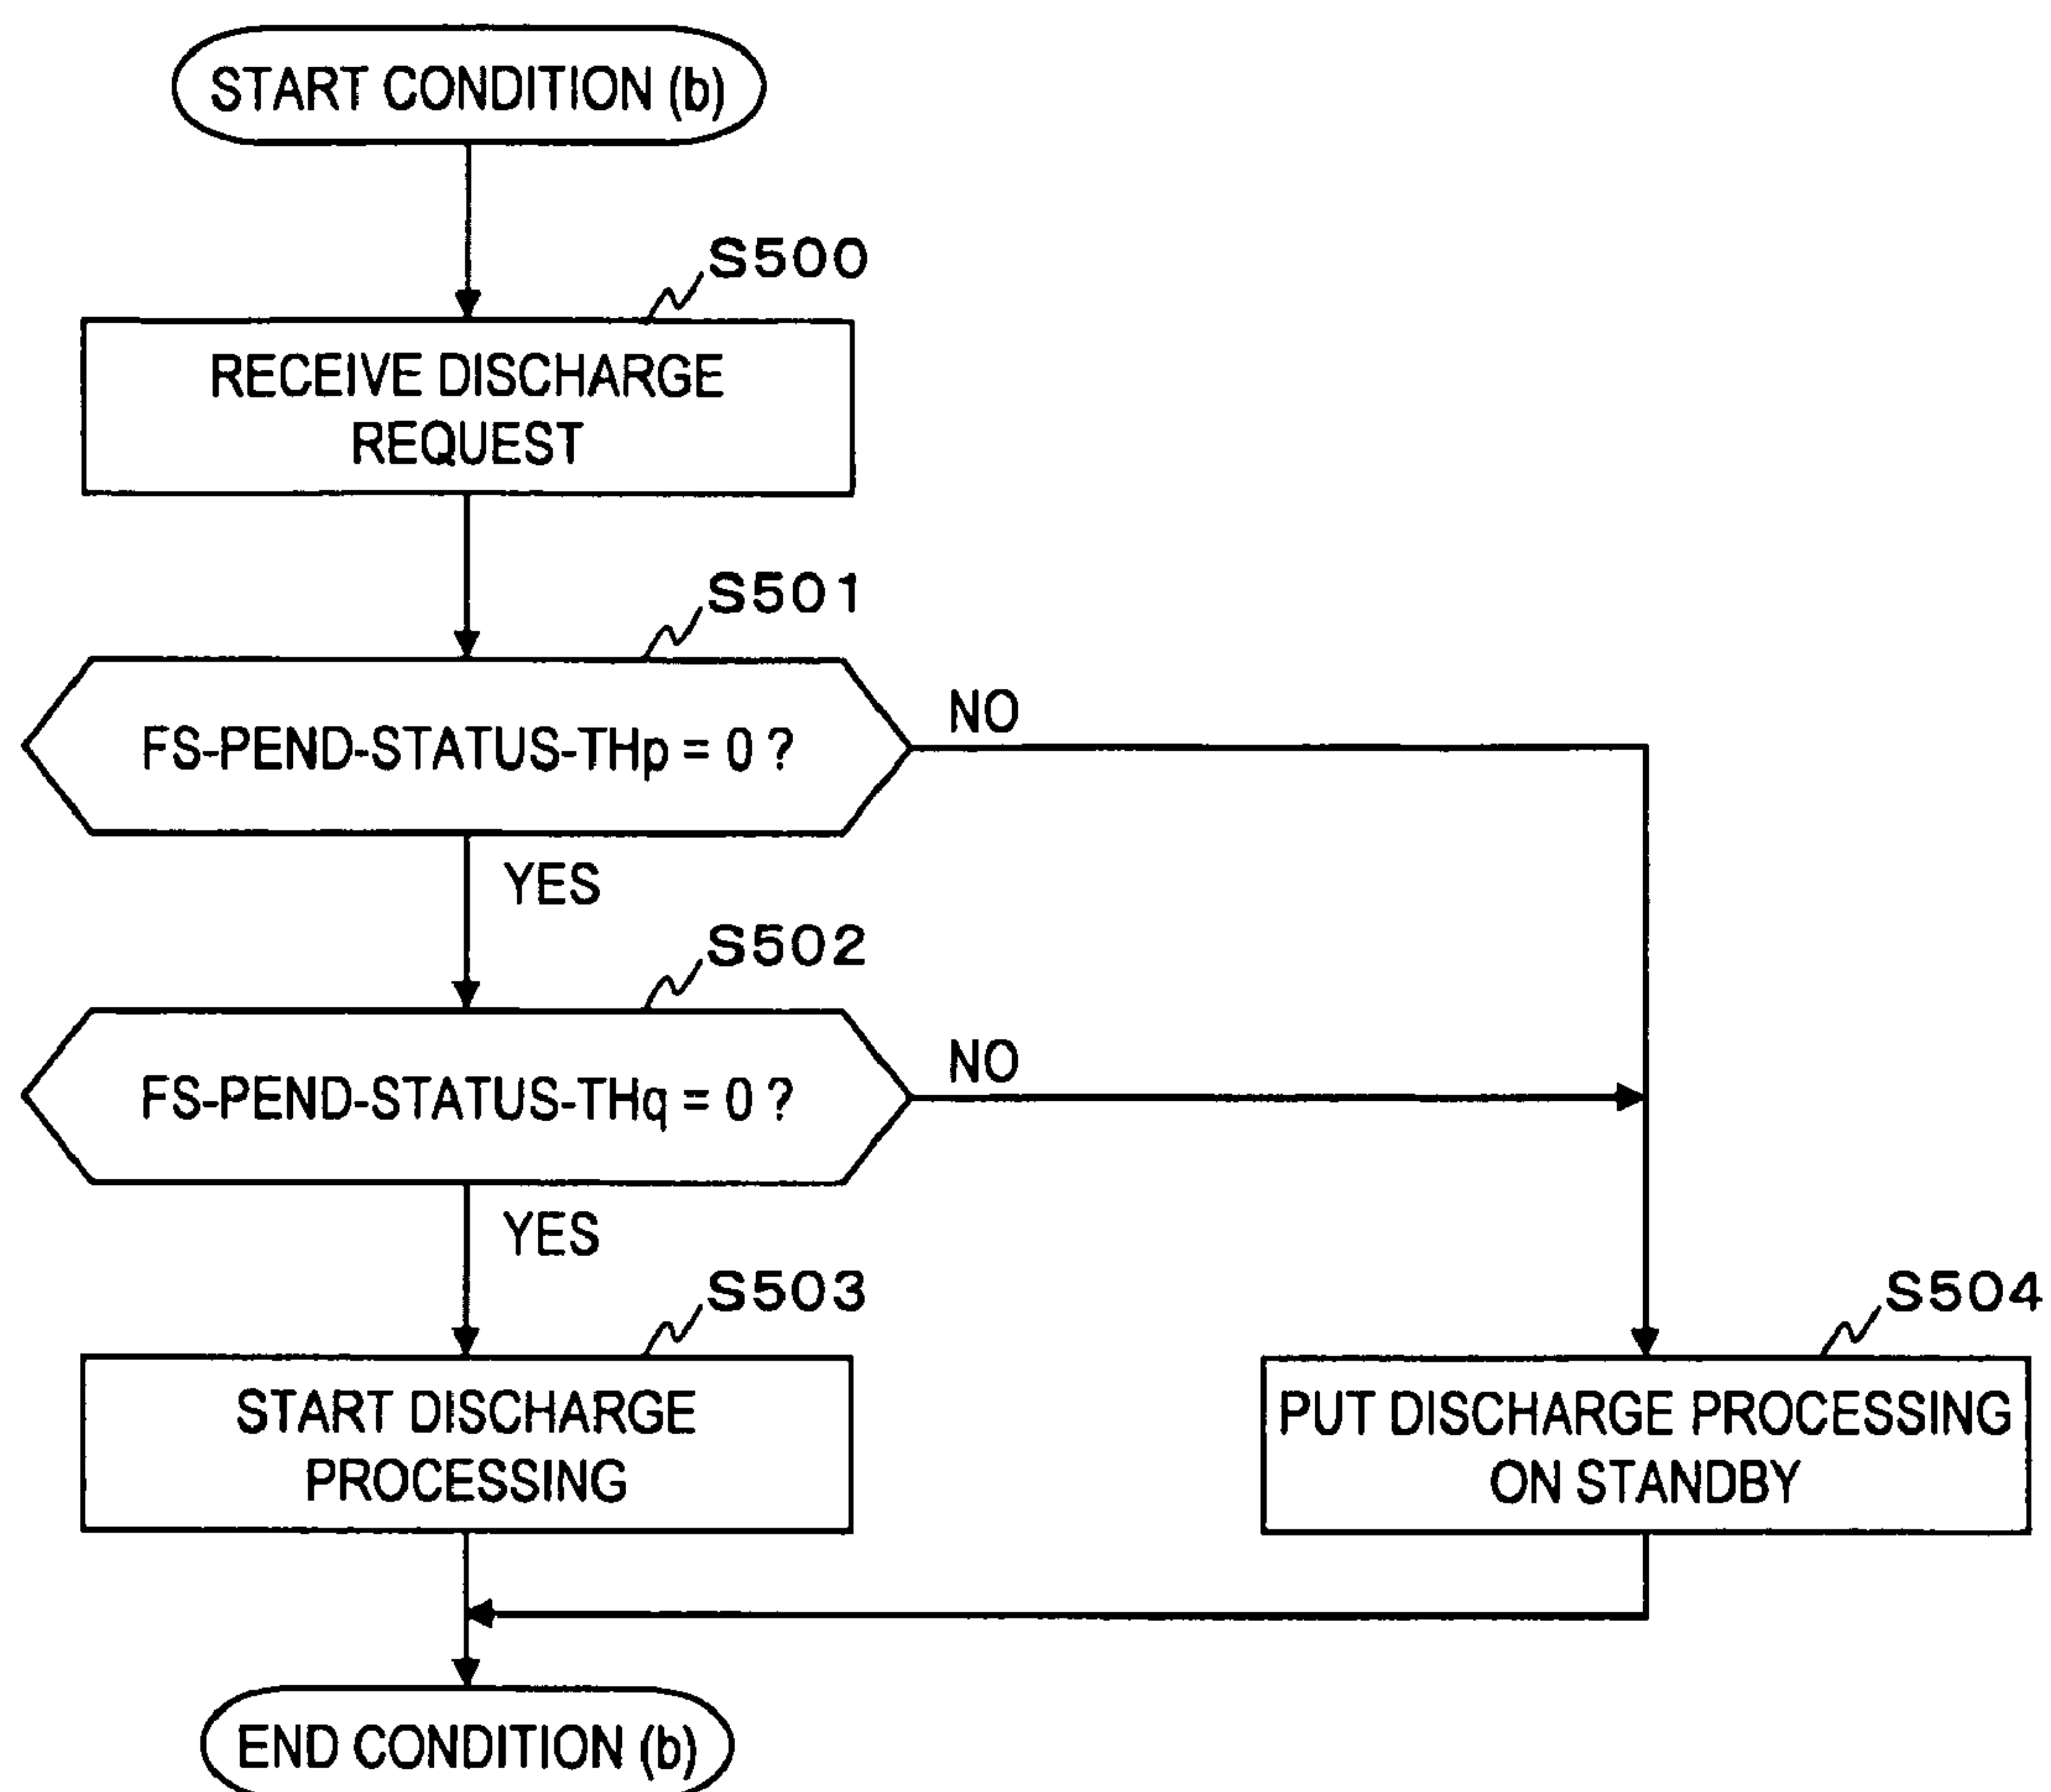 START CONDITION (b)
S500
RECEIVE DISCHARGE
REQUEST
S501
FS-PEND-STATUS-THp = 0 ?
NO
YES
S502
FS-PEND-STATUS-THq = 0 ?
NO
YES
S503
START DISCHARGE
PROCESSING
S504
PUT DISCHARGE PROCESSING
ON STANDBY
END CONDITION (b)